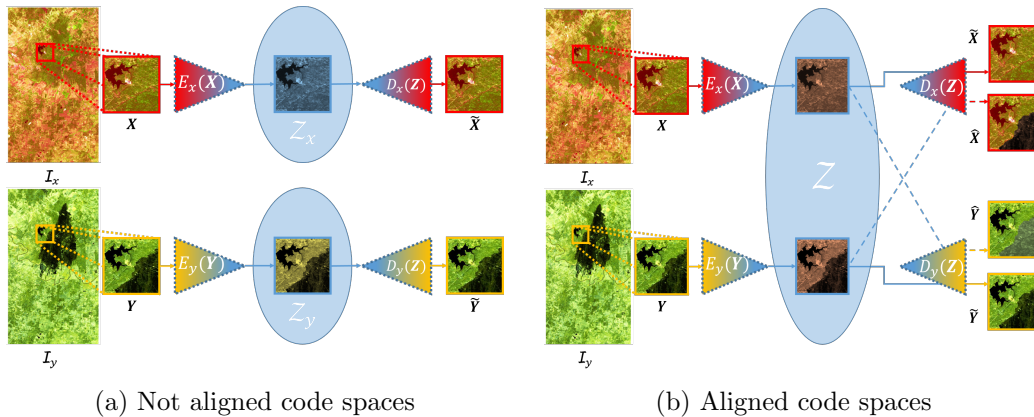 E_x(X)
Z_x
D_x(Z)
X
X̃
I_x
E_y(Y)
Z_y
D_y(Z)
Y
Ỹ
I_y
(a) Not aligned code spaces
X̃
E_x(X)
D_x(Z)
X
X̂
I_x
Z
Ŷ
E_y(Y)
D_y(Z)
Y
Ỹ
I_y
(b) Aligned code spaces